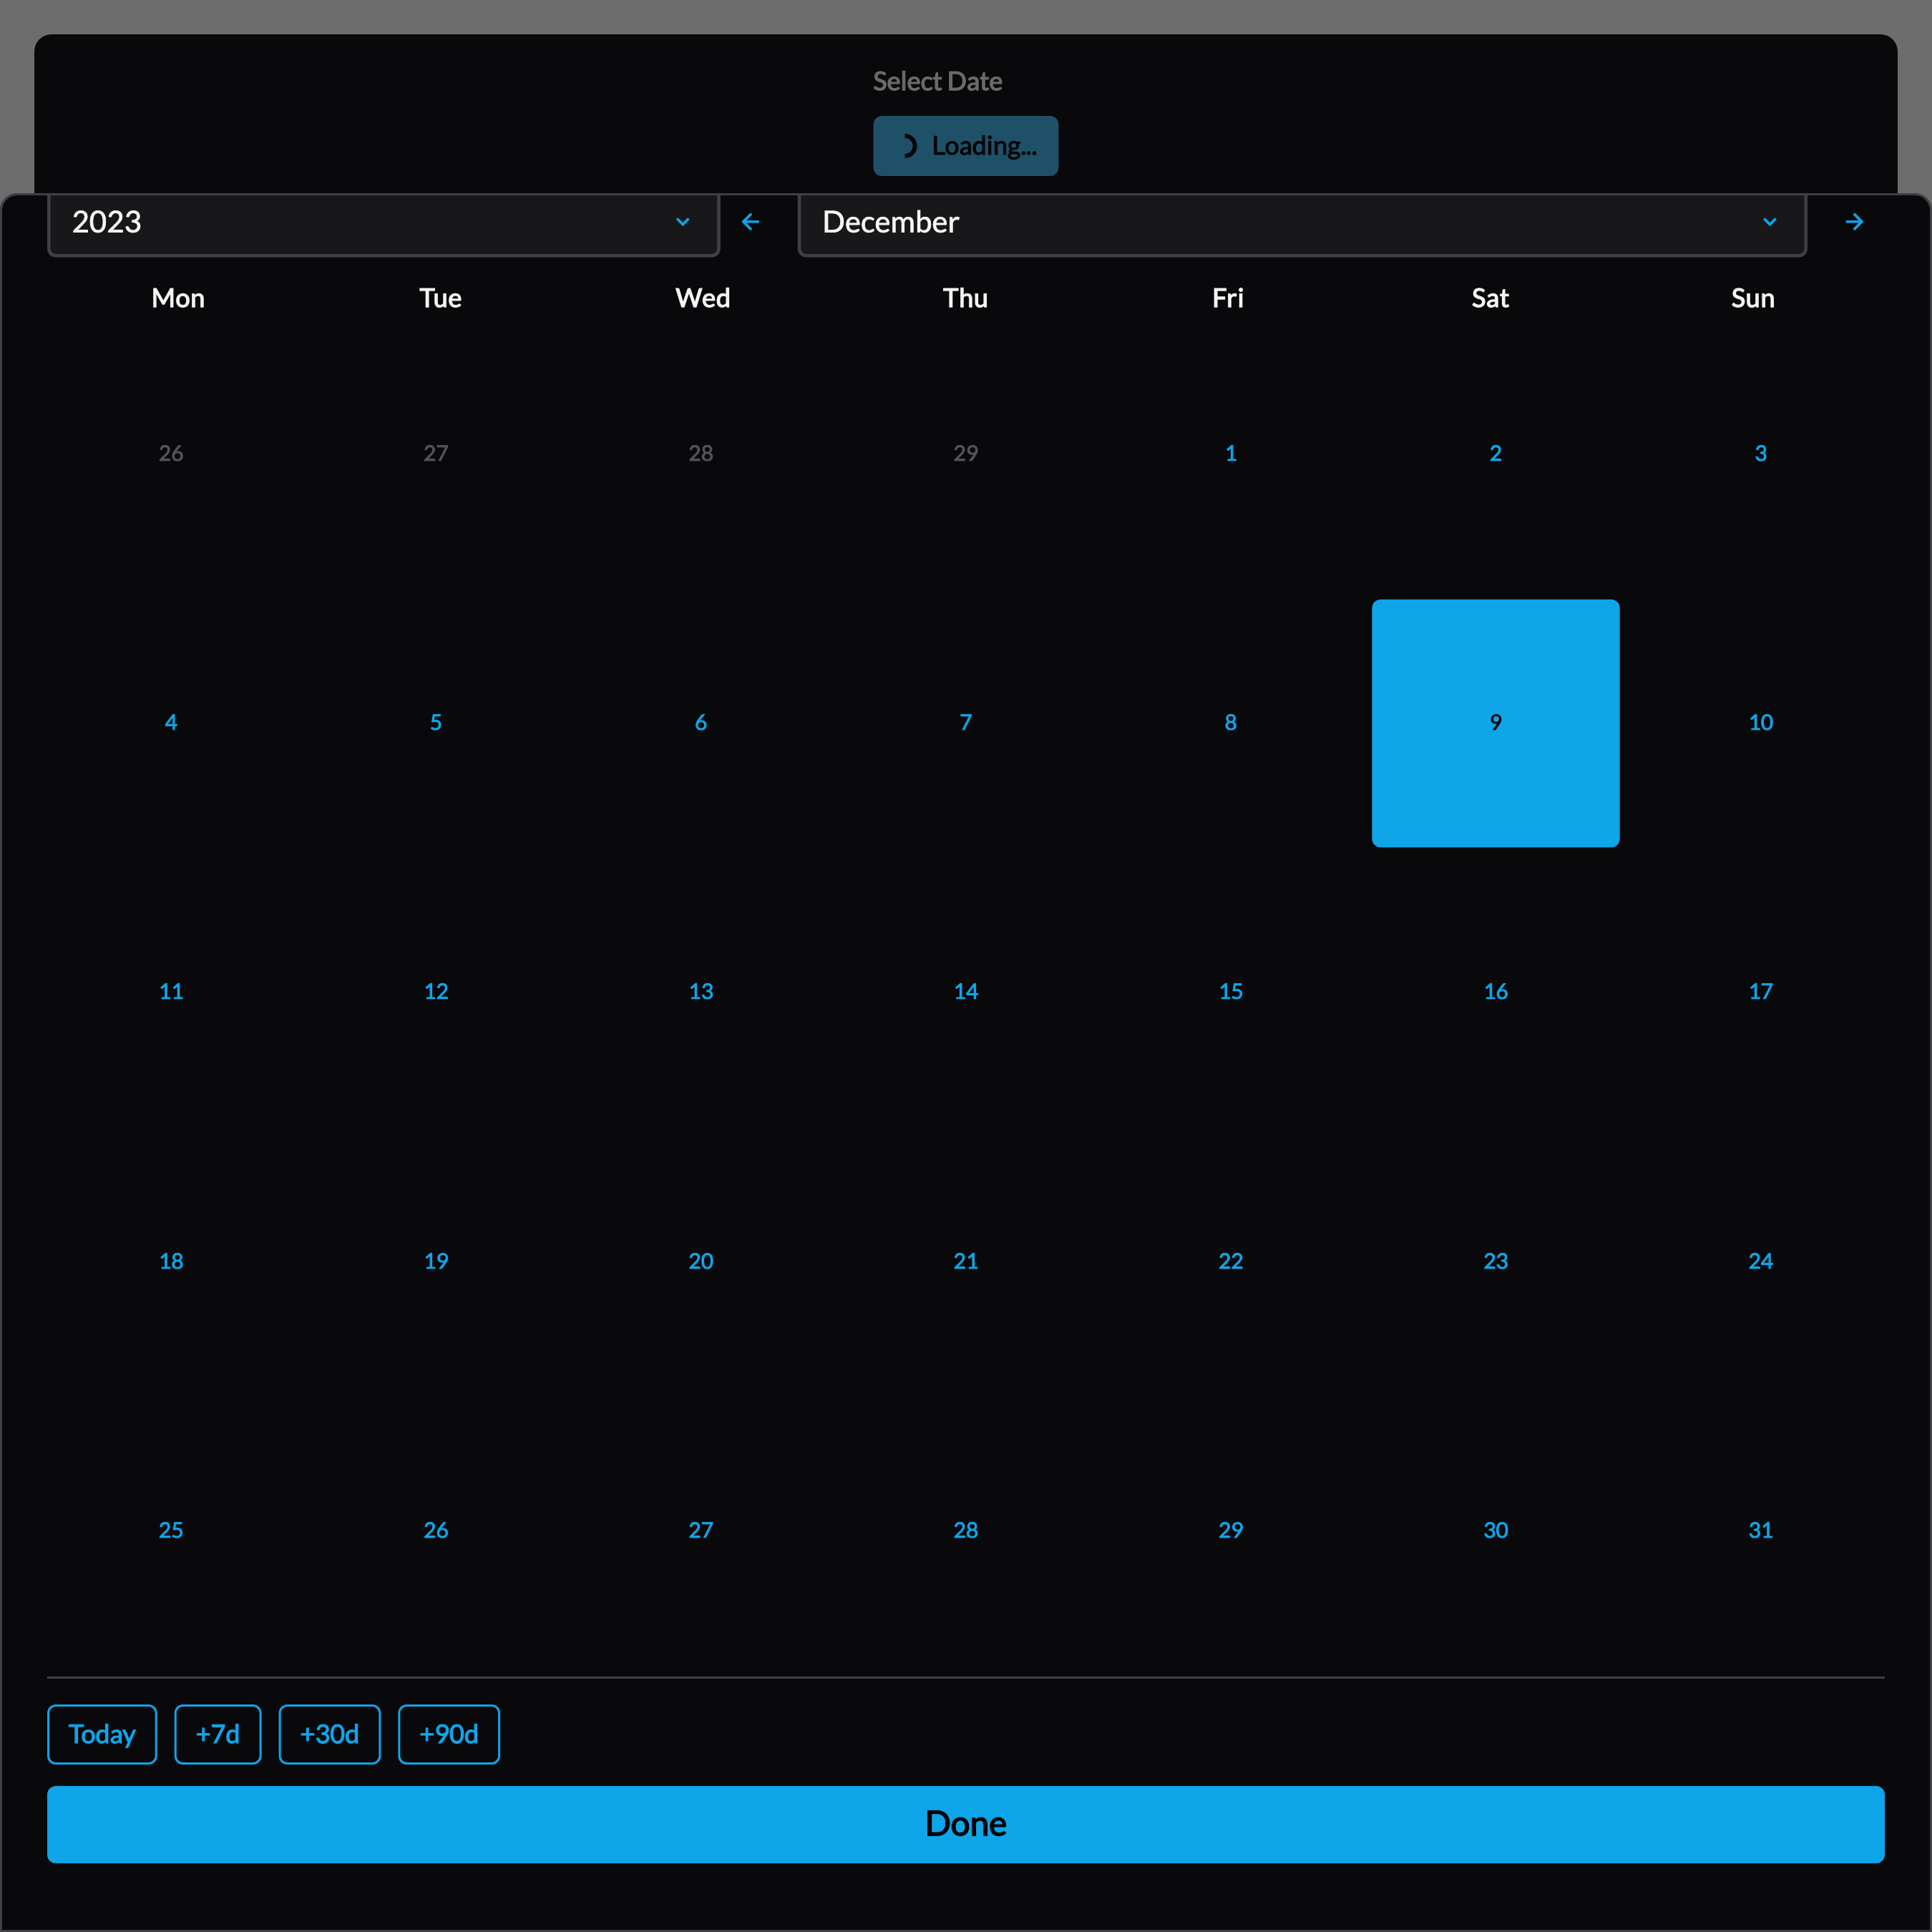 Select Date
Loading...
2023 December
Mon Tue Wed Thu Fri Sat Sun
26 27 28 29 1 2 3
4 5 6 7 8 9 10
11 12 13 14 15 16 17
18 19 20 21 22 23 24
25 26 27 28 29 30 31
Today +7d +30d +90d
Done